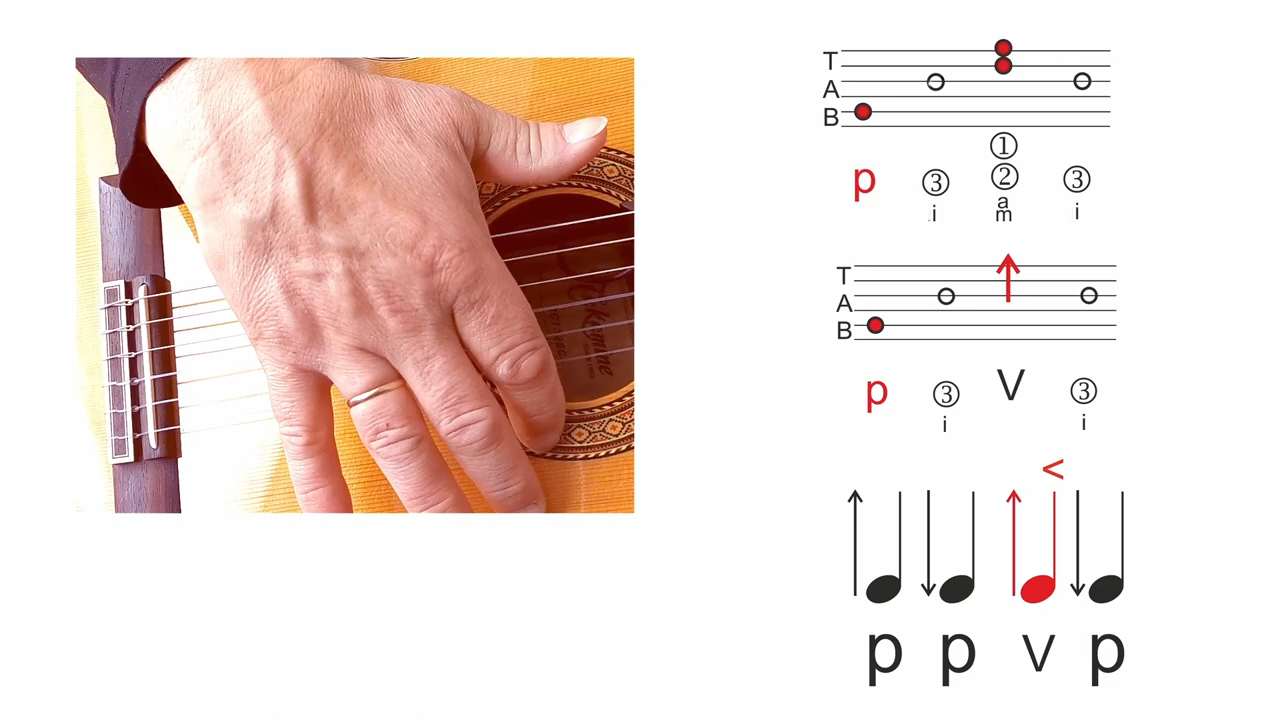 T
A
B
①
p ③ ② ③
i a i
m
T
A
B
p ③ V ③
i i
<
p p V p